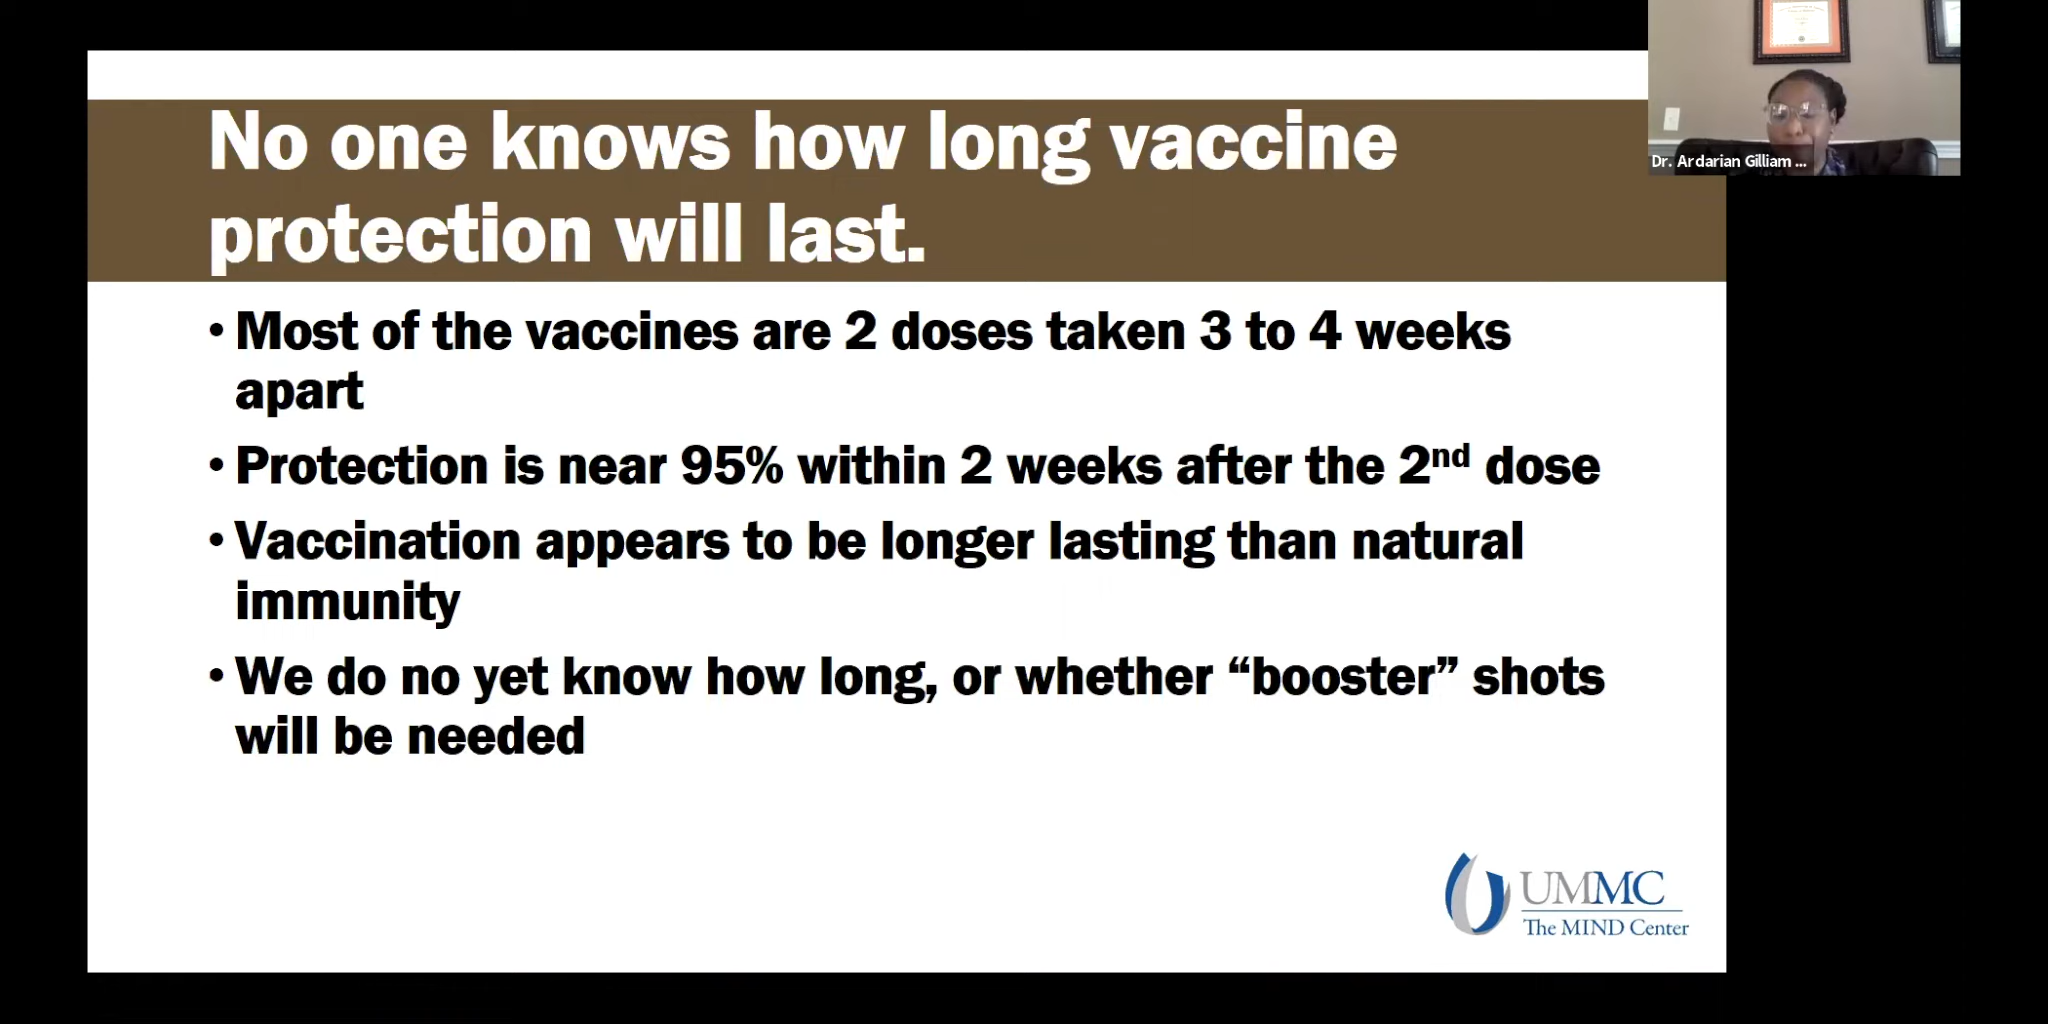 No one knows how long vaccine
protection will last.
• Most of the vaccines are 2 doses taken 3 to 4 weeks
apart
• Protection is near 95% within 2 weeks after the 2nd dose
• Vaccination appears to be longer lasting than natural
immunity
• We do no yet know how long, or whether “booster” shots
will be needed
UMMC
The MIND Center
Dr. Ardarian Gilliam ...